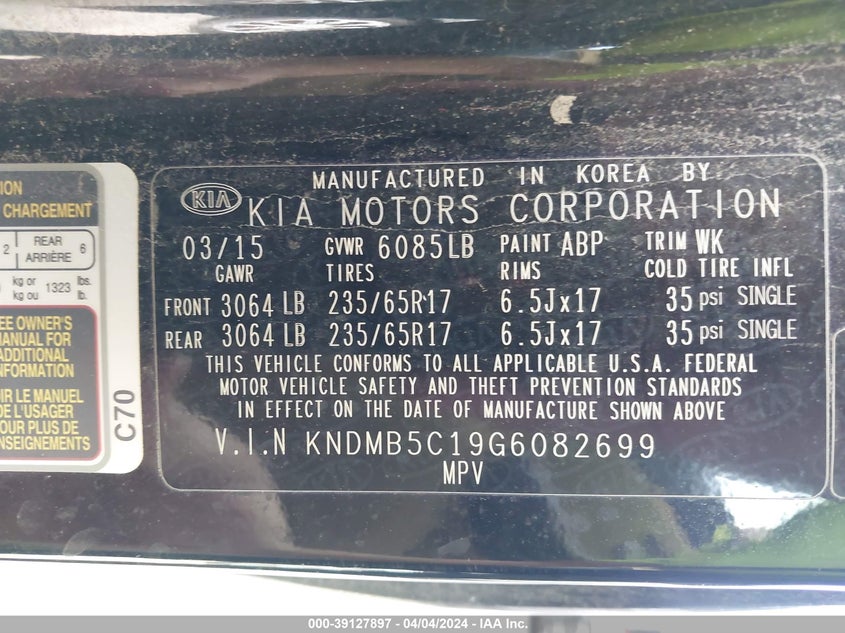 ION
CHARGEMENT
2 REAR ARRIÈRE 6
kg or kg ou 1323 lbs. lb.
EE OWNER'S
MANUAL FOR
ADDITIONAL
NFORMATION
IR LE MANUEL
DE L'USAGER
POUR PLUS DE
NSEIGNEMENTS
C70
MANUFACTURED IN KOREA BY
KIA KIA MOTORS CORPORATION
03/15 GVWR 6085LB PAINT ABP TRIM WK
GAWR TIRES RIMS COLD TIRE INFL
FRONT 3064 LB 235/65R17 6.5Jx17 35 psi SINGLE
REAR 3064 LB 235/65R17 6.5Jx17 35 psi SINGLE
THIS VEHICLE CONFORMS TO ALL APPLICABLE U.S.A. FEDERAL
MOTOR VEHICLE SAFETY AND THEFT PREVENTION STANDARDS
IN EFFECT ON THE DATE OF MANUFACTURE SHOWN ABOVE
V.I.N KNDMB5C19G6082699
MPV
000-39127897 - 04/04/2024 - IAA Inc.